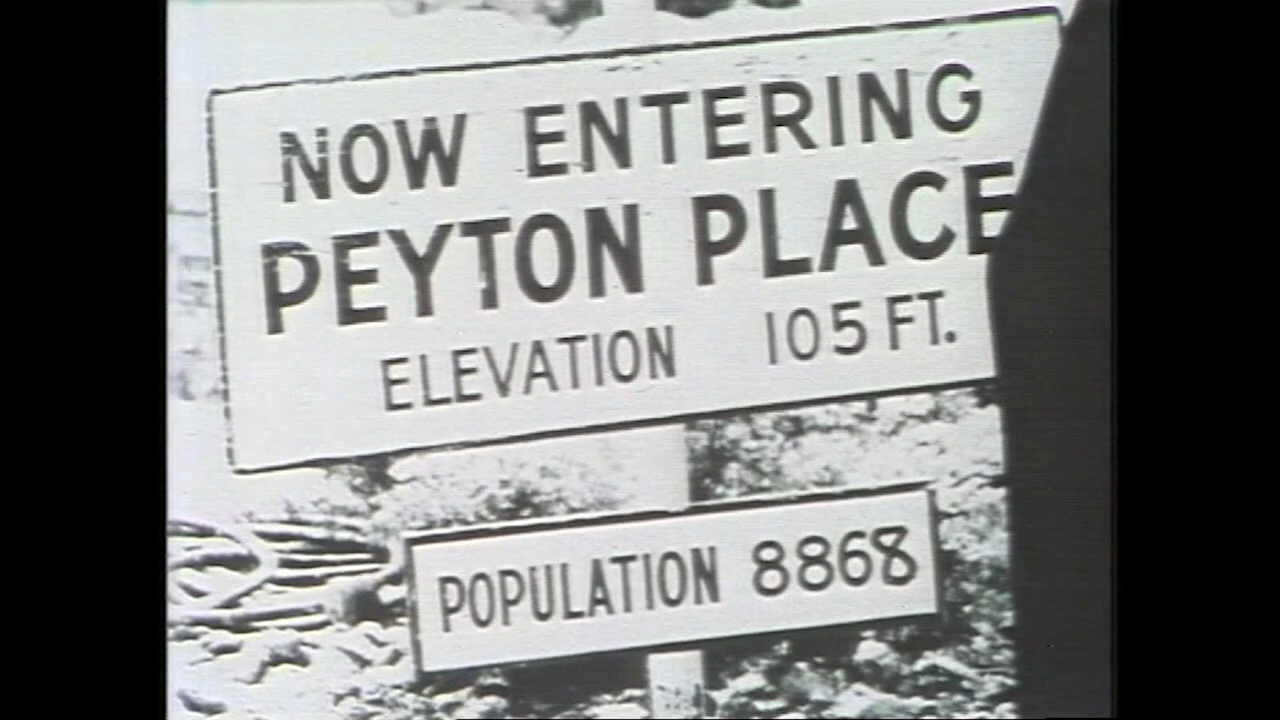 NOW ENTERING
PEYTON PLACE
ELEVATION 105 FT.
POPULATION 8868